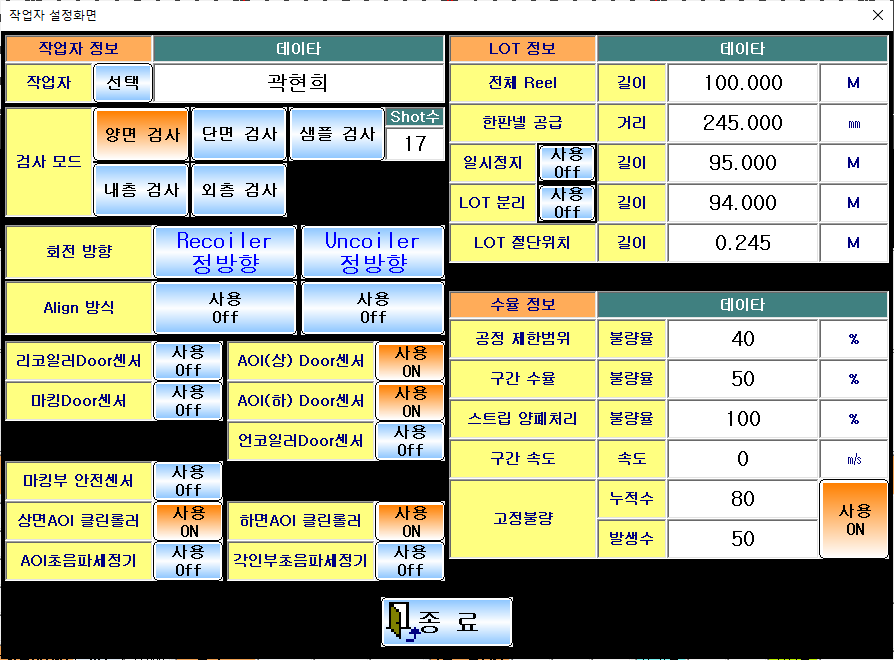 작업자 설정화면
작업자 정보 데이타
작업자 선택 곽현희
검사 모드 양면 검사 단면 검사 샘플 검사 Shot수
17
내층 검사 외층 검사
회전 방향 Recoiler 정방향 Uncoiler 정방향
Align 방식 사용 Off 사용 Off
리코일러Door센서 사용 Off AOI(상) Door센서 사용 ON
마킹Door센서 사용 Off AOI(하) Door센서 사용 ON
언코일러Door센서 사용 Off
마킹부 안전센서 사용 Off
상면AOI 클린롤러 사용 ON 하면AOI 클린롤러 사용 ON
AOI초음파세정기 사용 Off 각인부초음파세정기 사용 Off
LOT 정보 데이타
전체 Reel 길이 100.000 M
한판넬 공급 거리 245.000 mm
일시정지 사용 Off 길이 95.000 M
LOT 분리 사용 Off 길이 94.000 M
LOT 절단위치 길이 0.245 M
수율 정보 데이타
공정 제한범위 불량율 40 %
구간 수율 불량율 50 %
스트립 양폐처리 불량율 100 %
구간 속도 속도 0 m/s
고정불량 누적수 80 사용 ON
발생수 50
종 료